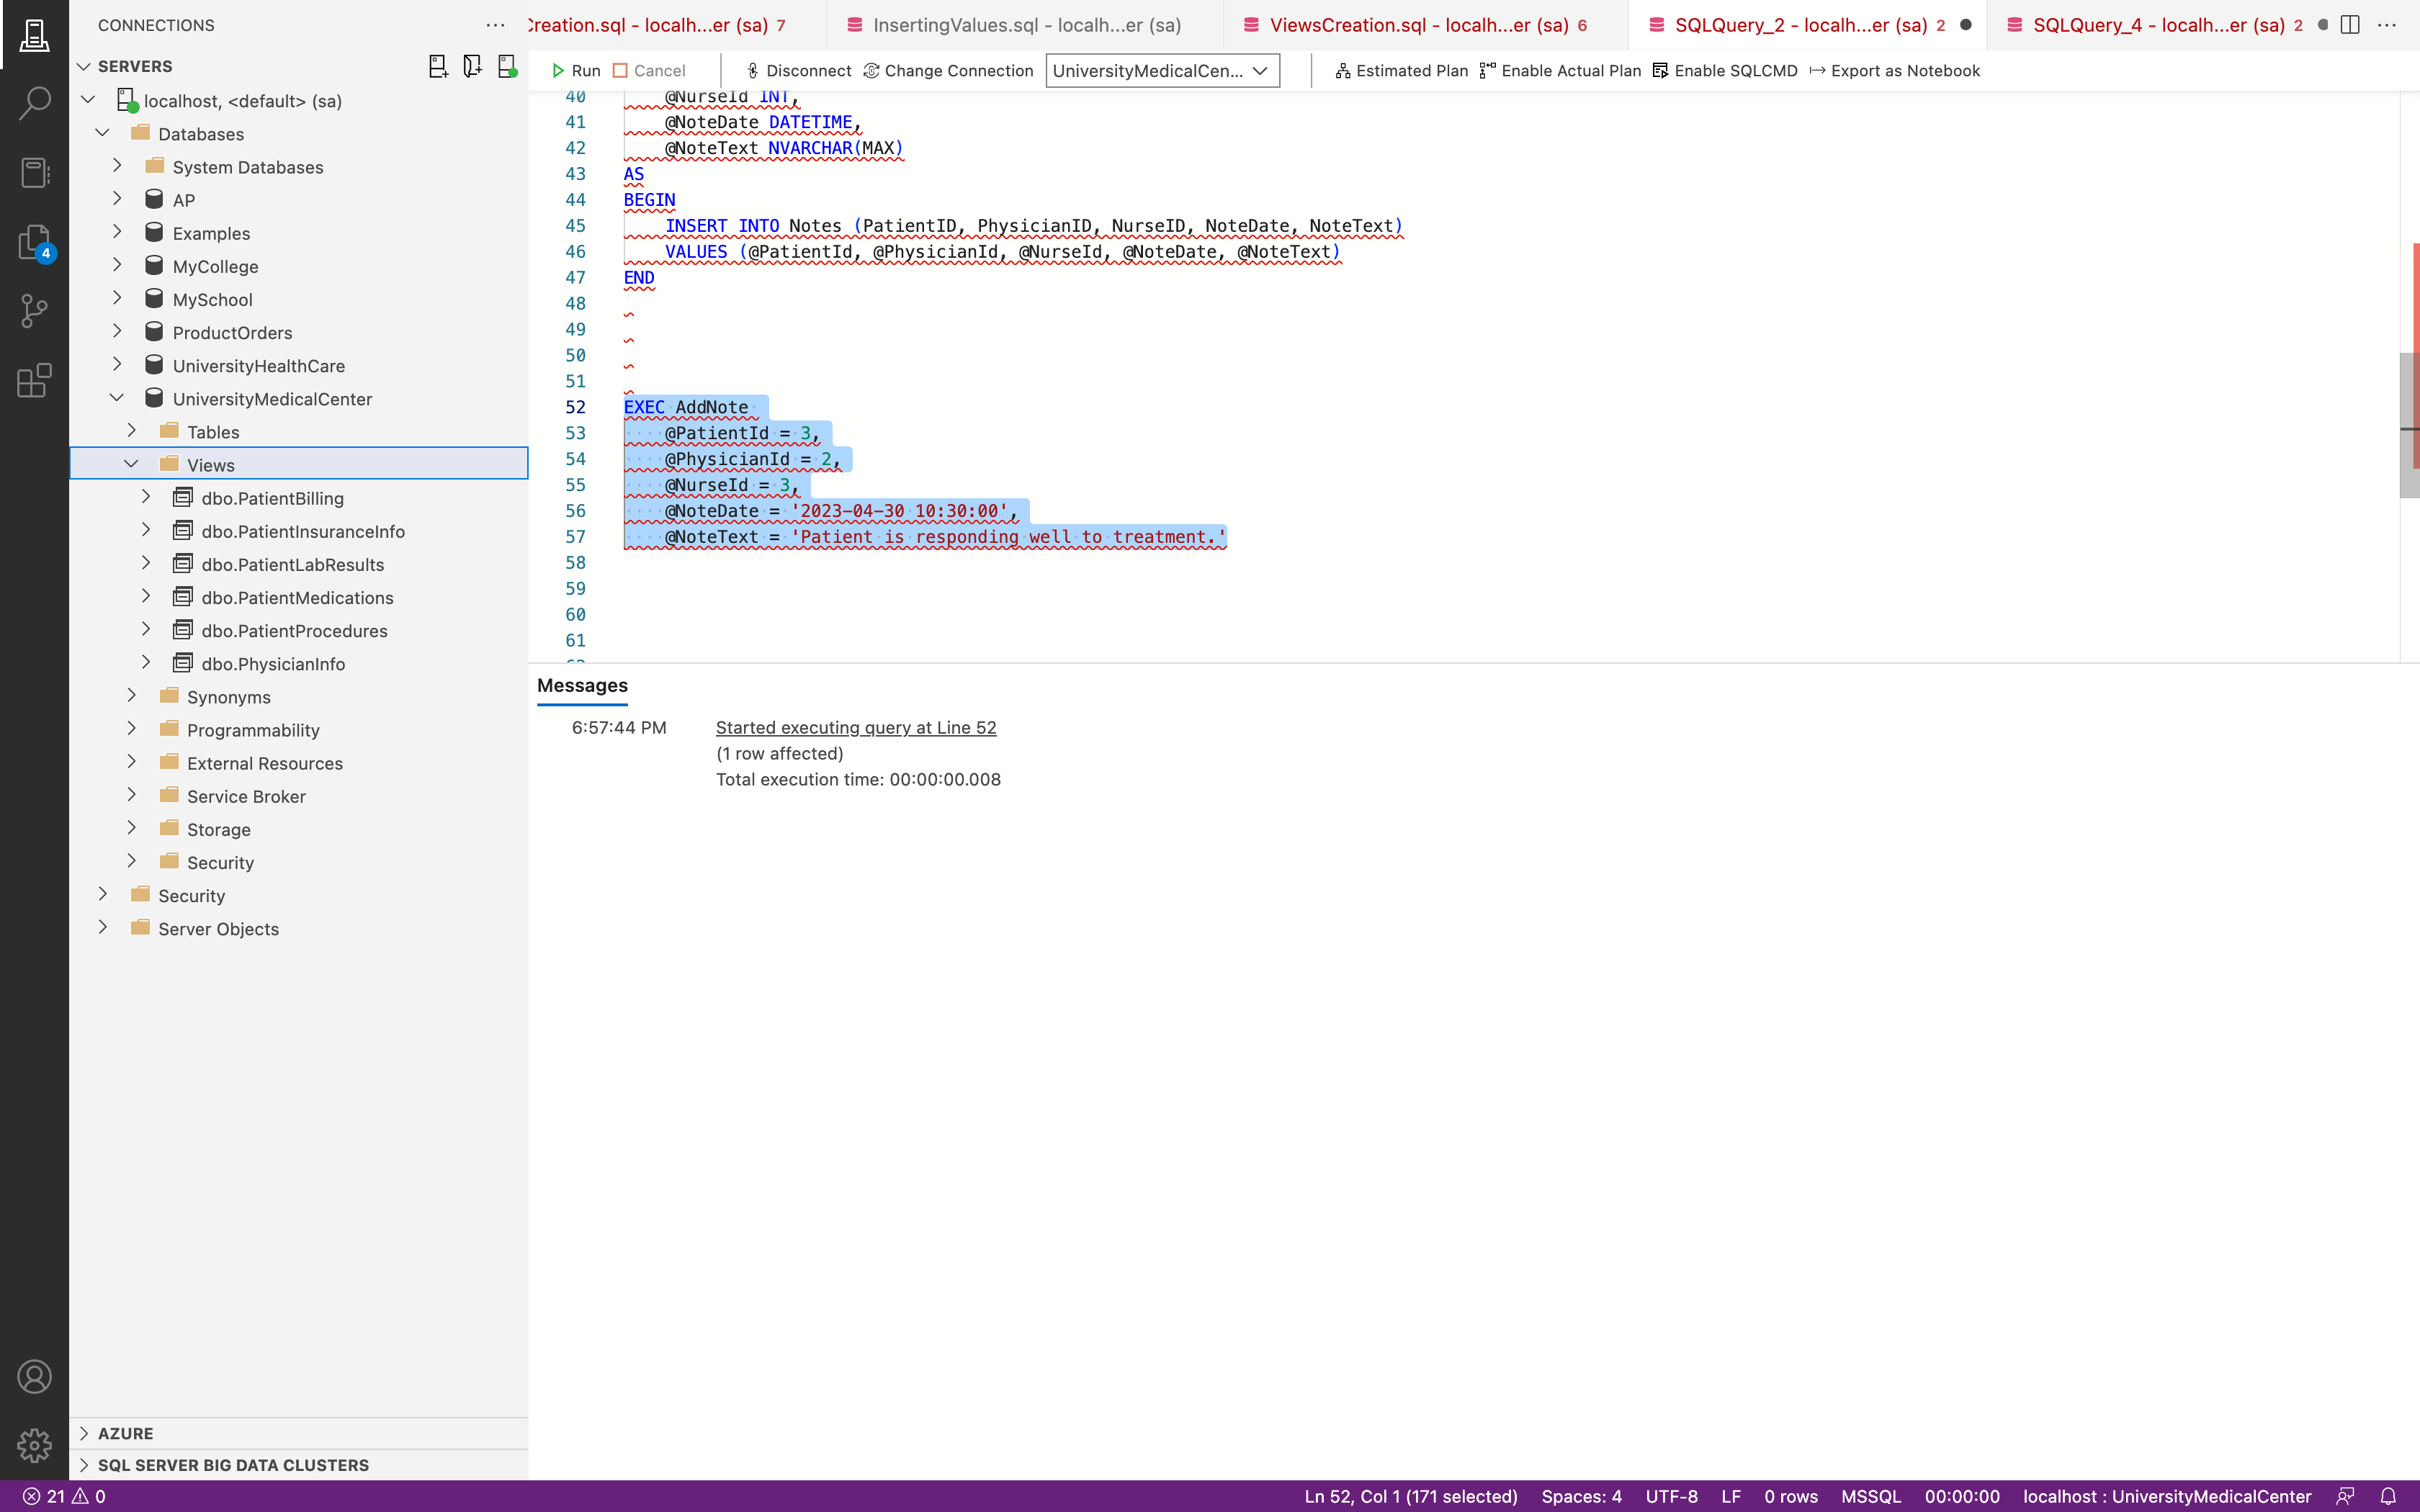 CONNECTIONS
SERVERS
localhost, <default> (sa)
Databases
System Databases
AP
Examples
MyCollege
MySchool
ProductOrders
UniversityHealthCare
UniversityMedicalCenter
Tables
Views
dbo.PatientBilling
dbo.PatientInsuranceInfo
dbo.PatientLabResults
dbo.PatientMedications
dbo.PatientProcedures
dbo.PhysicianInfo
Synonyms
Programmability
External Resources
Service Broker
Storage
Security
Security
Server Objects
AZURE
SQL SERVER BIG DATA CLUSTERS
4
Creation.sql - localh...er (sa) 7
InsertingValues.sql - localh...er (sa)
ViewsCreation.sql - localh...er (sa) 6
SQLQuery_2 - localh...er (sa) 2
SQLQuery_4 - localh...er (sa) 2
Run Cancel Disconnect Change Connection UniversityMedicalCen... Estimated Plan Enable Actual Plan Enable SQLCMD Export as Notebook
40 @NurseId INT,
41 @NoteDate DATETIME,
42 @NoteText NVARCHAR(MAX)
43 AS
44 BEGIN
45 INSERT INTO Notes (PatientID, PhysicianID, NurseID, NoteDate, NoteText)
46 VALUES (@PatientId, @PhysicianId, @NurseId, @NoteDate, @NoteText)
47 END
48
49
50
51
52 EXEC AddNote
53 @PatientId = 3,
54 @PhysicianId = 2,
55 @NurseId = 3,
56 @NoteDate = '2023-04-30 10:30:00',
57 @NoteText = 'Patient is responding well to treatment.'
58
59
60
61
Messages
6:57:44 PM Started executing query at Line 52
(1 row affected)
Total execution time: 00:00:00.008
21 0 Ln 52, Col 1 (171 selected) Spaces: 4 UTF-8 LF 0 rows MSSQL 00:00:00 localhost : UniversityMedicalCenter